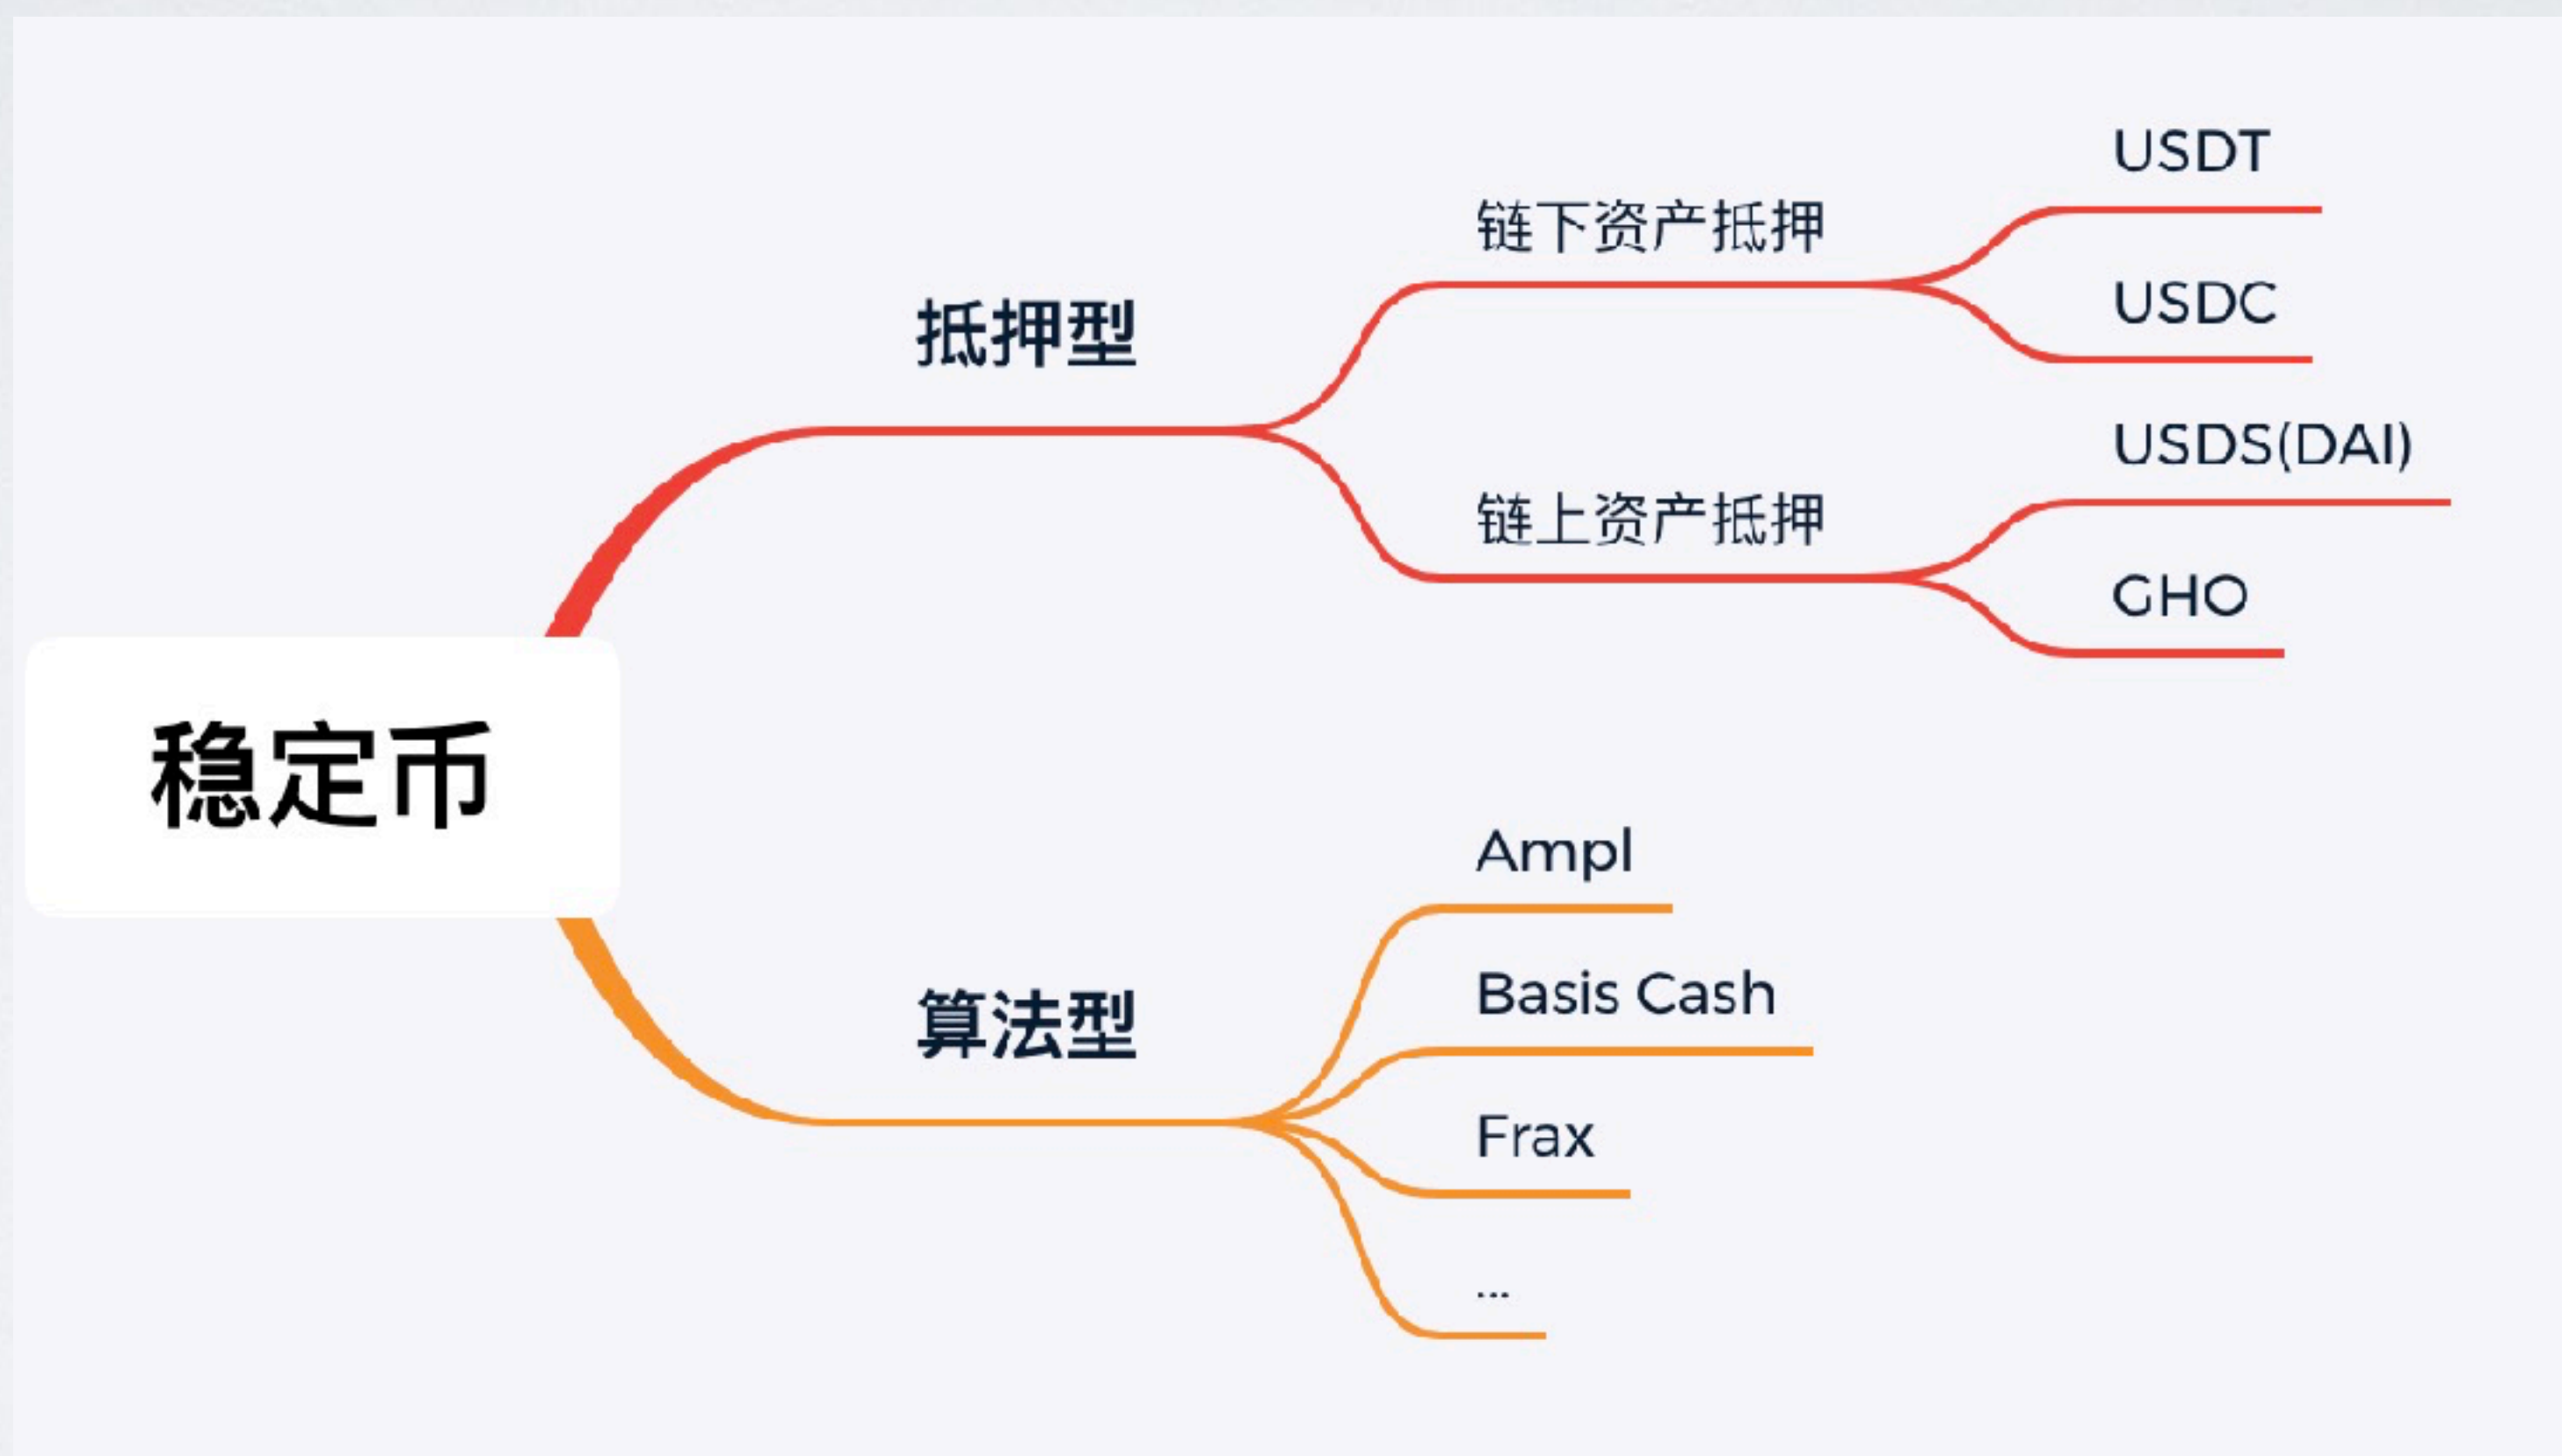 稳定币
抵押型
链下资产抵押
USDT
USDC
链上资产抵押
USDS(DAI)
GHO
算法型
Ampl
Basis Cash
Frax
...